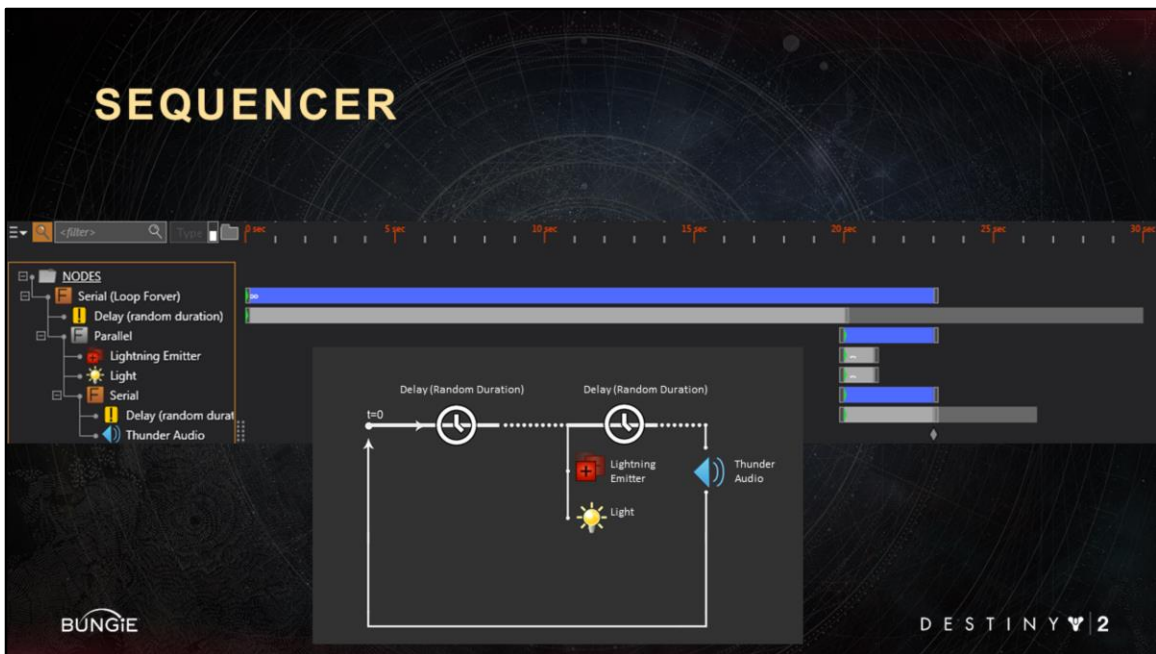 SEQUENCER
<filter>
Type
0 sec 5 sec 10 sec 15 sec 20 sec 25 sec 30 sec
NODES
Serial (Loop Forver)
∞
Delay (random duration)
Parallel
Lightning Emitter
Light
Serial
Delay (random durat
Thunder Audio
Delay (Random Duration) Delay (Random Duration)
t=0
Lightning
Emitter
Thunder
Audio
Light
BUNGiE
DESTINY 2